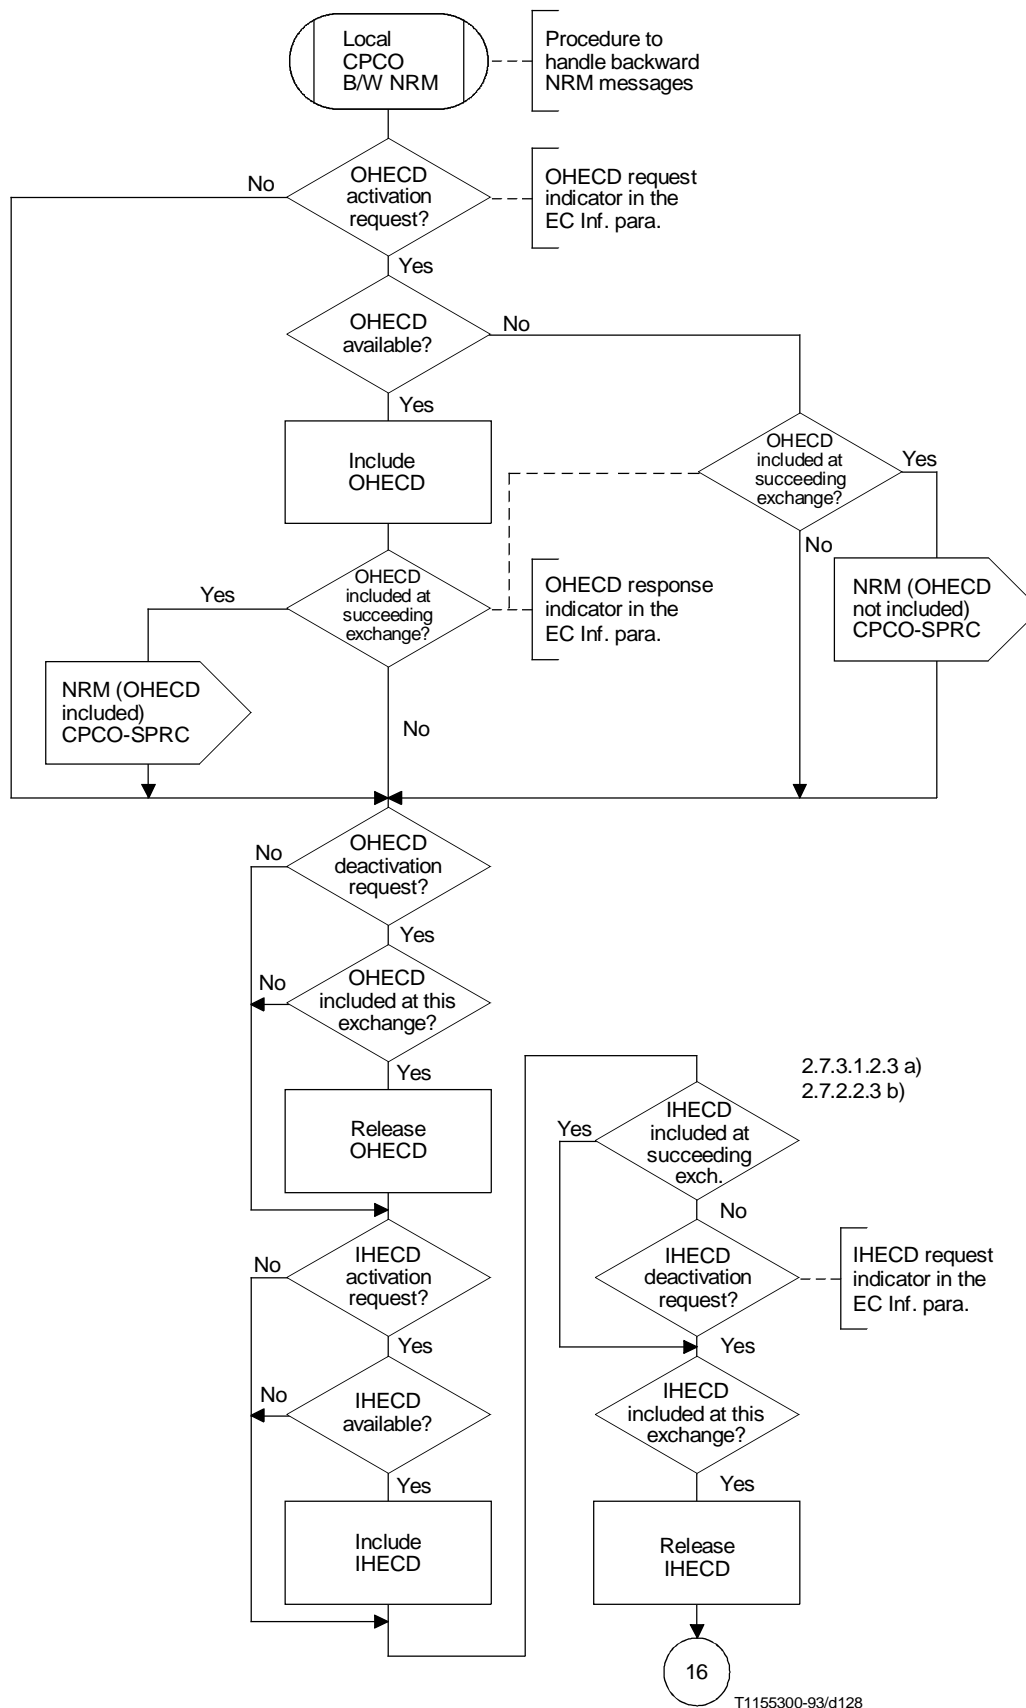 Local
CPCO
B/W NRM
Procedure to
handle backward
NRM messages
OHECD
activation
request?
No
OHECD request
indicator in the
EC Inf. para.
Yes
OHECD
available?
No
Yes
Include
OHECD
OHECD
included at
succeeding
exchange?
Yes
No
NRM (OHECD
not included)
CPCO-SPRC
OHECD
included at
succeeding
exchange?
Yes
OHECD response
indicator in the
EC Inf. para.
NRM (OHECD
included)
CPCO-SPRC
No
OHECD
deactivation
request?
No
Yes
OHECD
included at this
exchange?
No
Yes
Release
OHECD
IHECD
activation
request?
No
Yes
IHECD
available?
No
Yes
Include
IHECD
2.7.3.1.2.3 a)
2.7.2.2.3 b)
IHECD
included at
succeeding
exch.
Yes
No
IHECD
deactivation
request?
IHECD request
indicator in the
EC Inf. para.
Yes
IHECD
included at this
exchange?
Yes
Release
IHECD
16
T1155300-93/d128